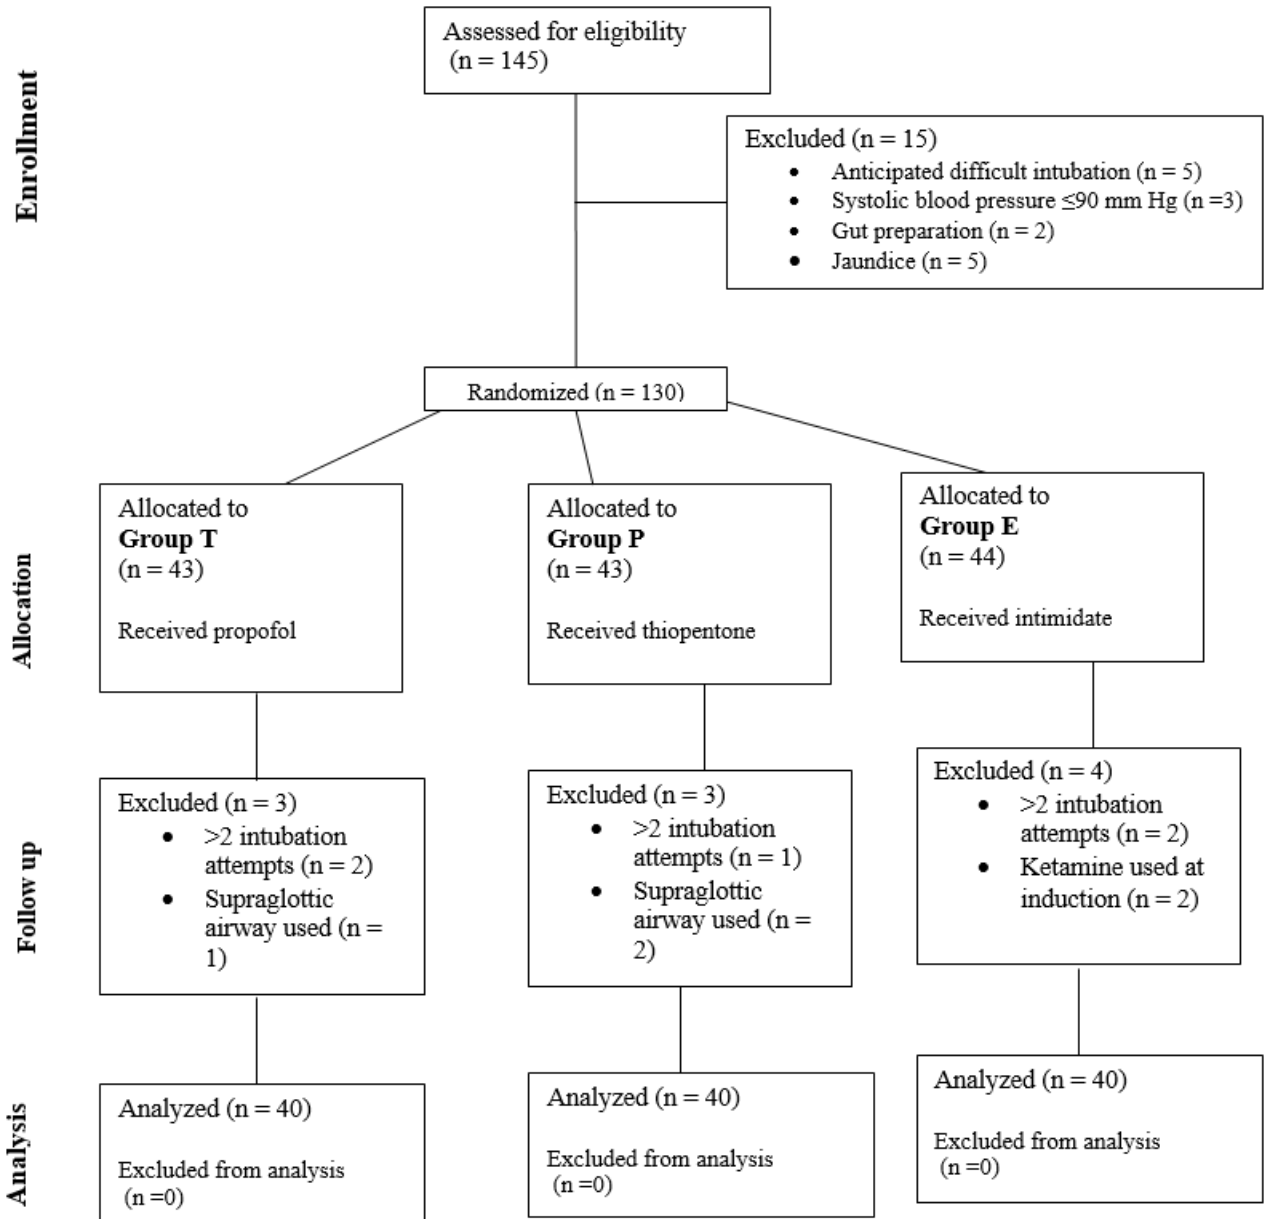 Enrollment
Assessed for eligibility
(n = 145)
Excluded (n = 15)
• Anticipated difficult intubation (n = 5)
• Systolic blood pressure ≤90 mm Hg (n =3)
• Gut preparation (n = 2)
• Jaundice (n = 5)
Randomized (n = 130)
Allocation
Allocated to
Group T
(n = 43)
Received propofol
Allocated to
Group P
(n = 43)
Received thiopentone
Allocated to
Group E
(n = 44)
Received intimidate
Follow up
Excluded (n = 3)
• >2 intubation
attempts (n = 2)
• Supraglottic
airway used (n =
1)
Excluded (n = 3)
• >2 intubation
attempts (n = 1)
• Supraglottic
airway used (n =
2)
Excluded (n = 4)
• >2 intubation
attempts (n = 2)
• Ketamine used at
induction (n = 2)
Analysis
Analyzed (n = 40)
Excluded from analysis
(n =0)
Analyzed (n = 40)
Excluded from analysis
(n =0)
Analyzed (n = 40)
Excluded from analysis
(n =0)